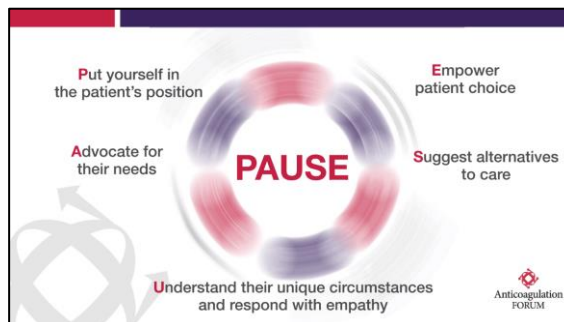 Put yourself in
the patient's position
Advocate for
their needs
PAUSE
Understand their unique circumstances
and respond with empathy
Suggest alternatives
to care
Empower
patient choice
Anticoagulation
FORUM